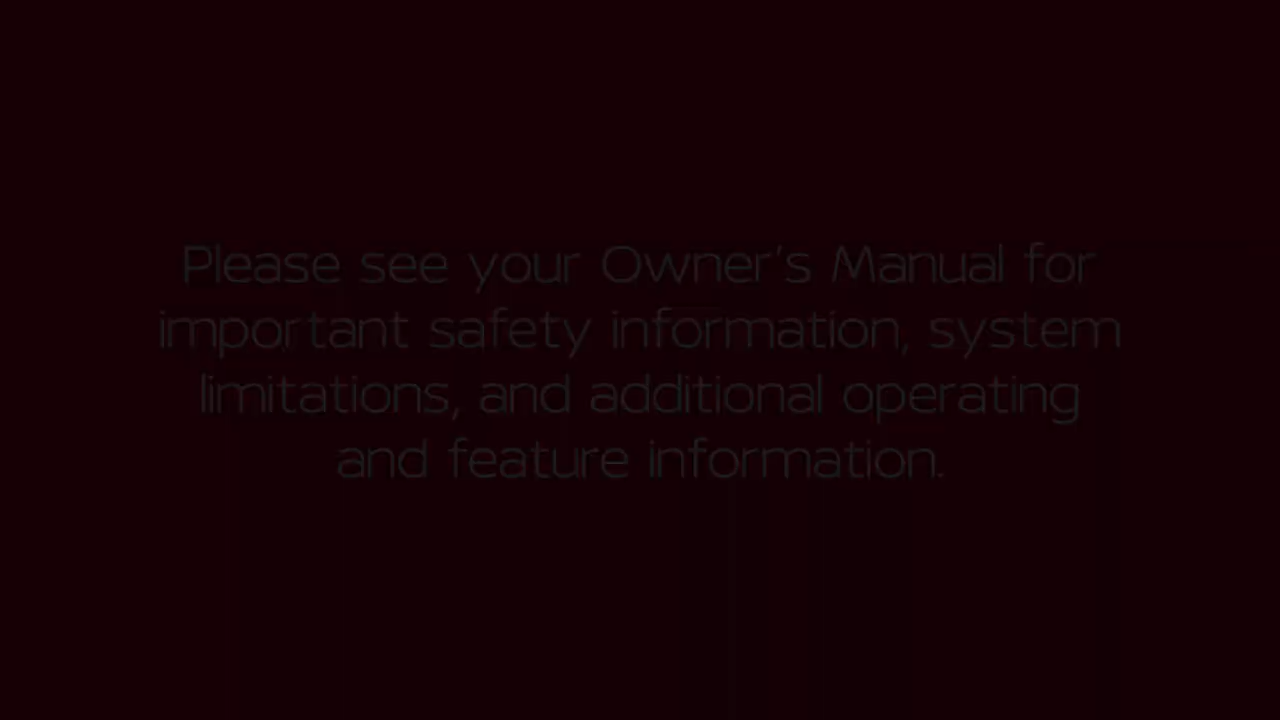 Please see your Owner's Manual for
important safety information, system
limitations, and additional operating
and feature information.